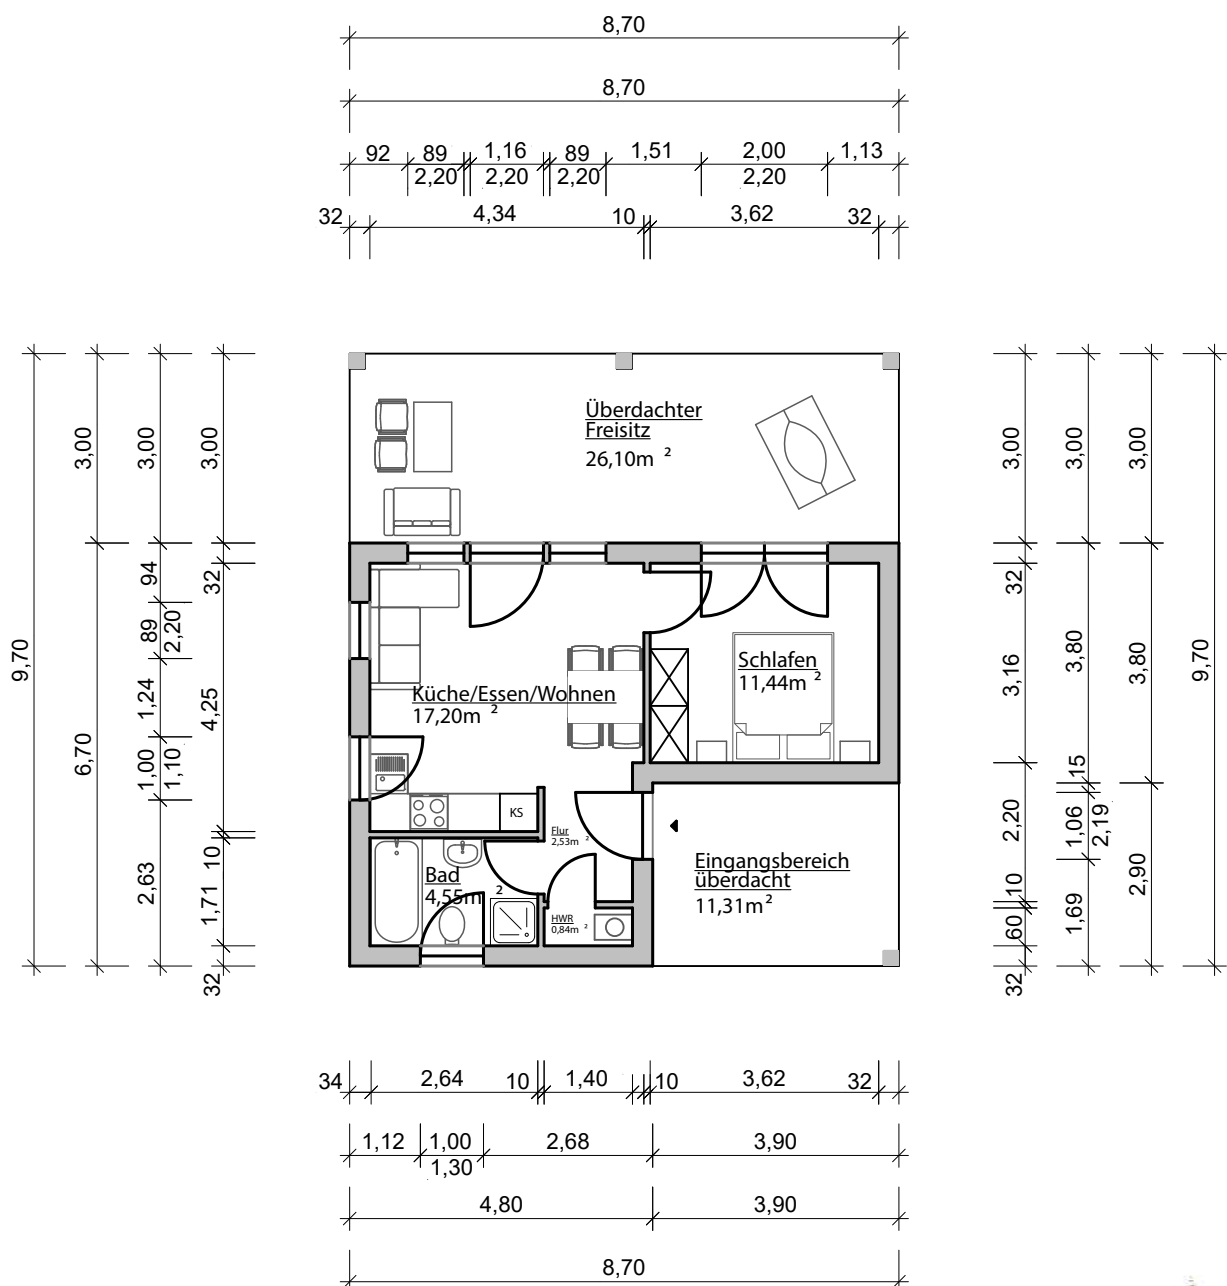 8,70
8,70
92 89 1,16 89 1,51 2,00 1,13
2,20 2,20 2,20 2,20
32 4,34 10 3,62 32
9,70
3,00
6,70
3,00
94
89
2,20
1,24
1,00
1,10
2,63
3,00
32
4,25
10
1,71
32
Überdachter
Freisitz
26,10m ²
Schlafen
11,44m ²
Küche/Essen/Wohnen
17,20m ²
KS
Flur
2,53m ²
Bad
4,55m ²
HWR
0,84m ²
Eingangsbereich
überdacht
11,31m ²
3,00
32
3,16
2,20
10
60
32
3,00
3,80
15
1,06
2,19
1,69
3,00
3,80
2,90
9,70
34 2,64 10 1,40 10 3,62 32
1,12 1,00 2,68 3,90
1,30
4,80 3,90
8,70